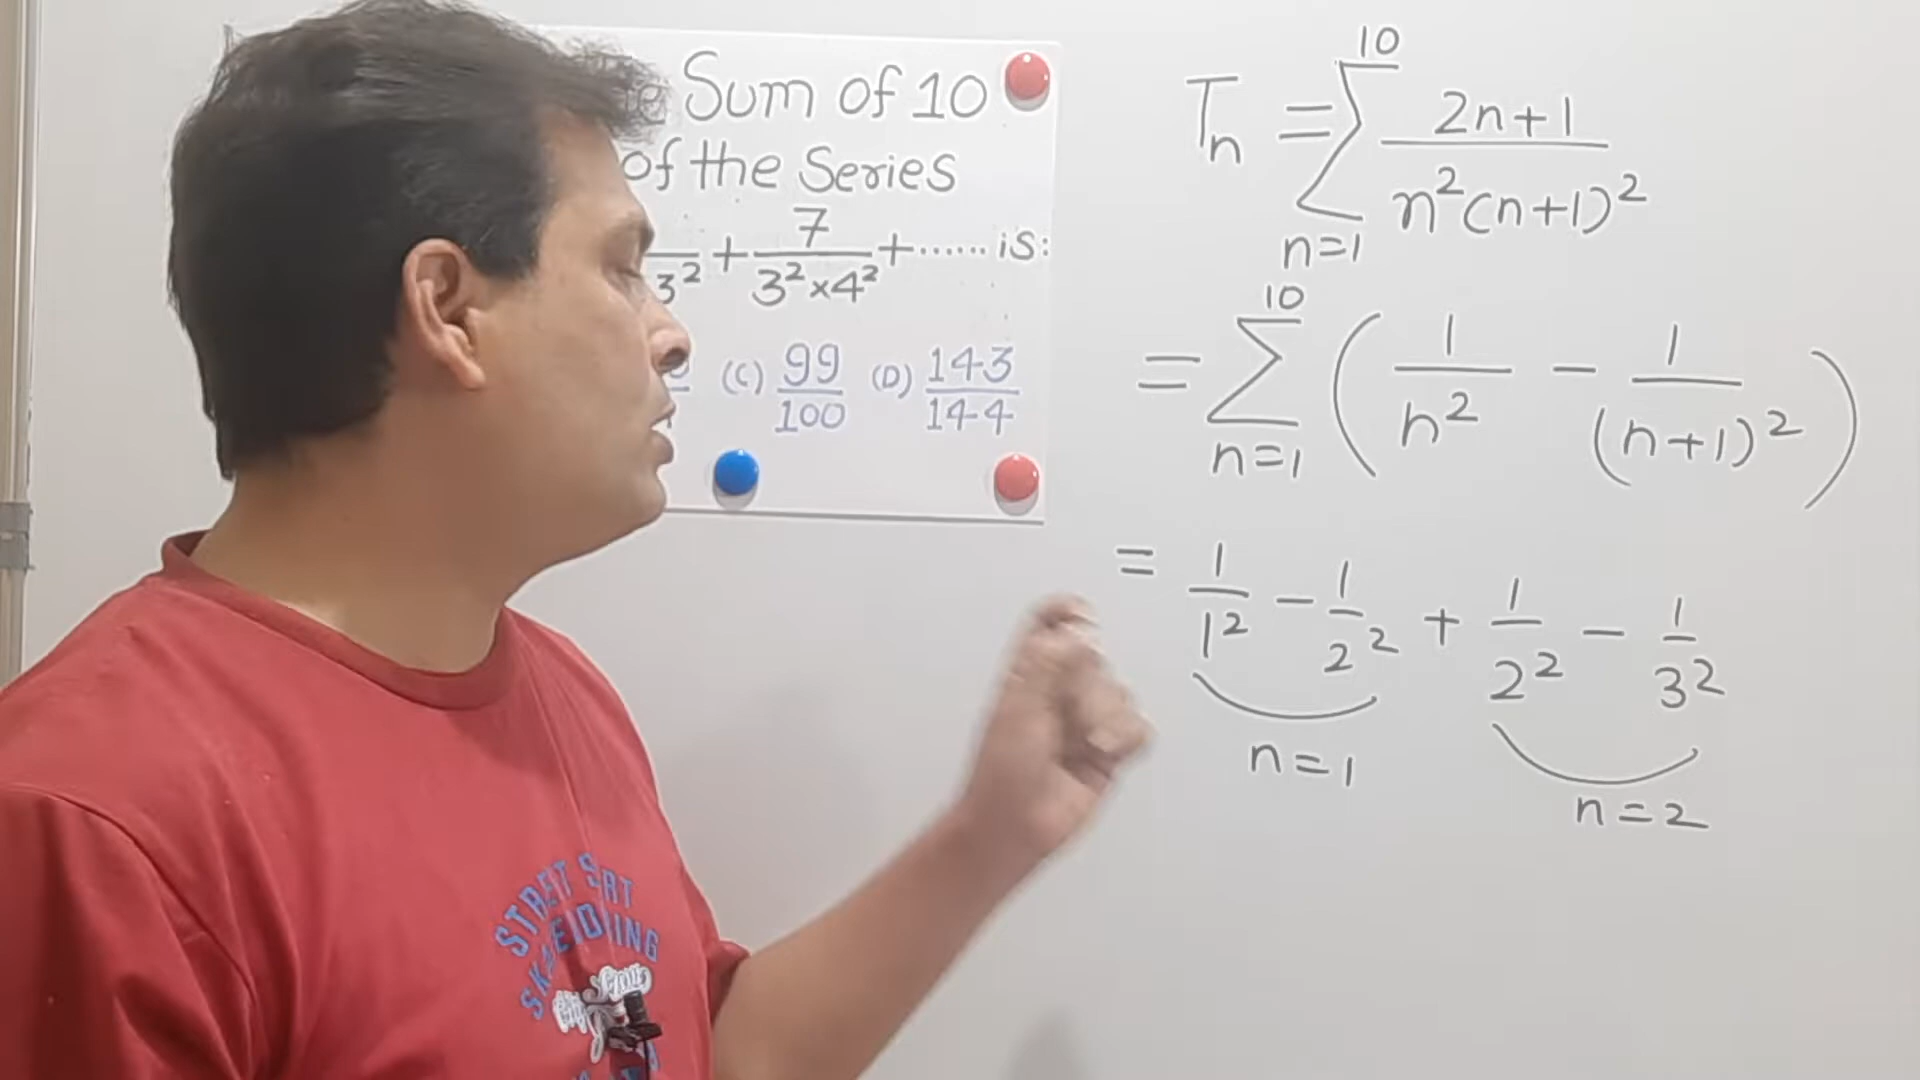 Sum of 10
of the Series
3² + 7/(3²×4²) + ...... is:
(C) 99/100 (D) 143/144
Tn = 10∑n=1 (2n+1)/(n²(n+1)²)
= 10∑n=1 (1/n² - 1/(n+1)²)
= 1/1² - 1/2² + 1/2² - 1/3²
n=1
n=2
STREET